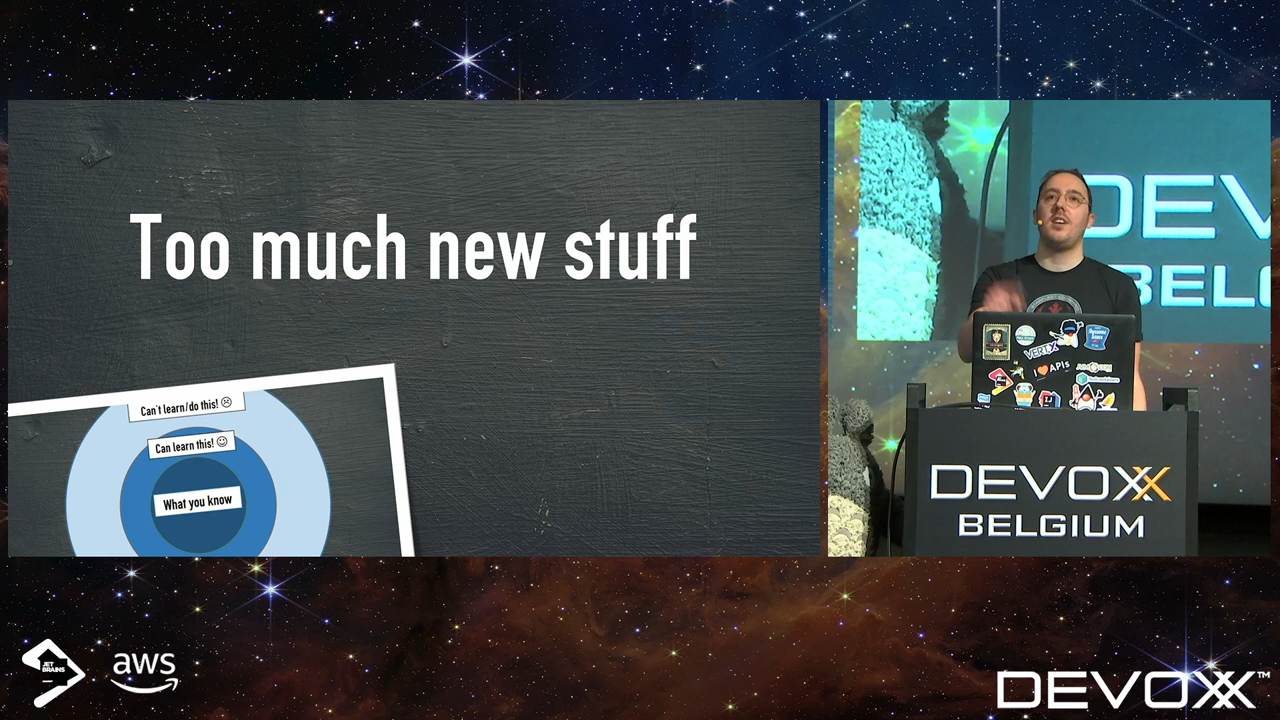 Too much new stuff
Can't learn/do this! ☹
Can learn this! ☺
What you know
DEV
BELG
VERT.X
I ❤ APIs
DEVOXX
BELGIUM
JET
BRAINS
aws
DEVOXX™